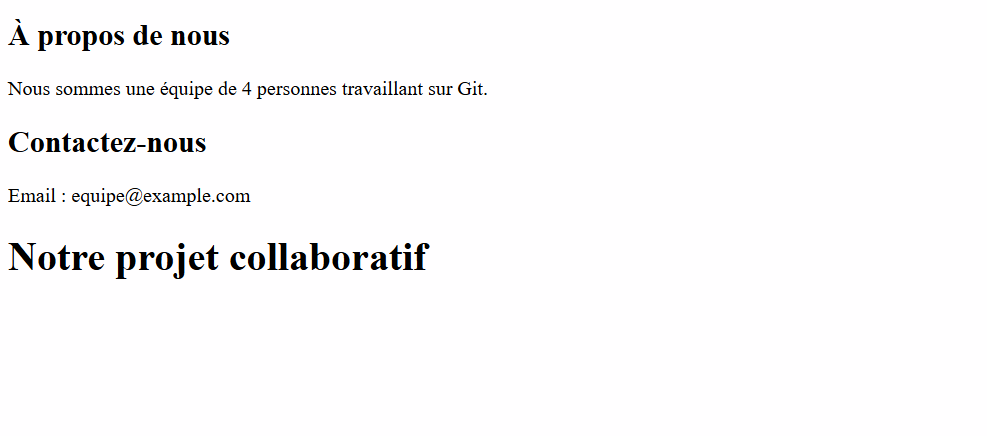 À propos de nous
Nous sommes une équipe de 4 personnes travaillant sur Git.
Contactez-nous
Email : equipe@example.com
Notre projet collaboratif